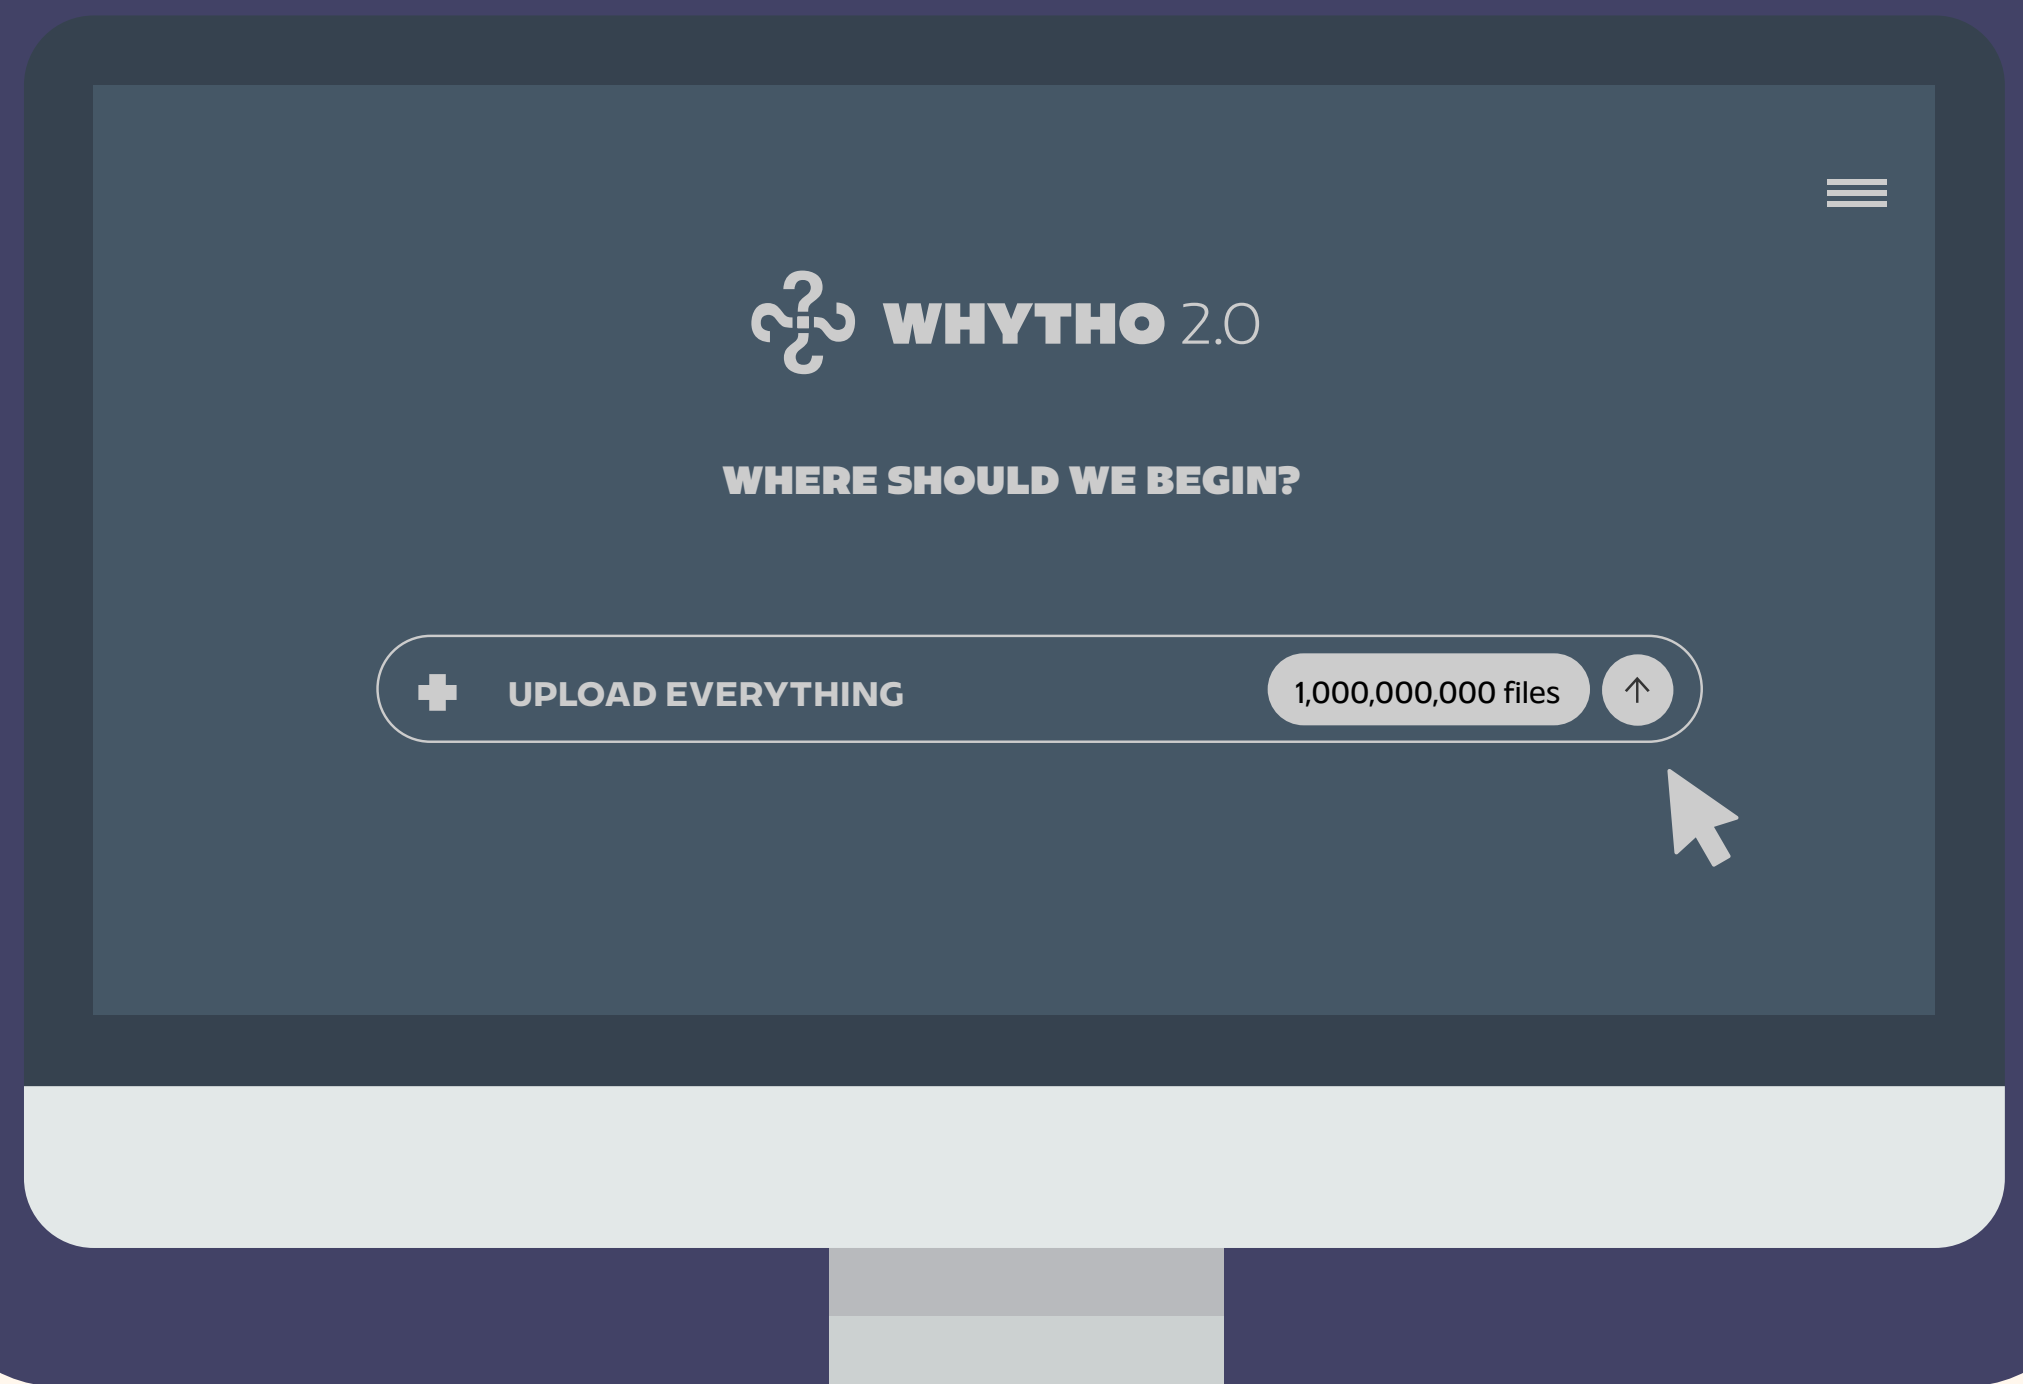 WHYTHO 2.0
WHERE SHOULD WE BEGIN?
UPLOAD EVERYTHING 1,000,000,000 files